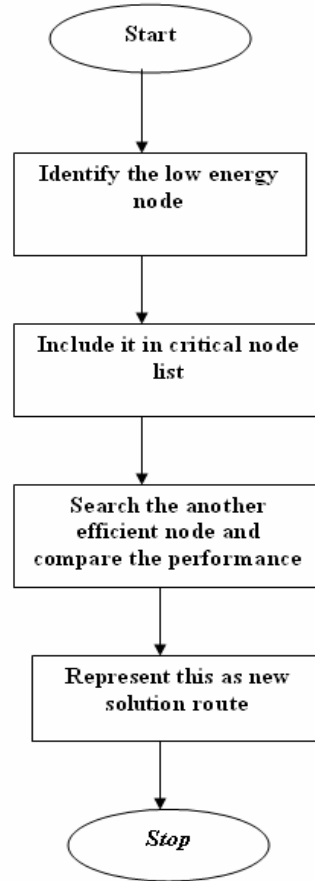 Start
Identify the low energy
node
Include it in critical node
list
Search the another
efficient node and
compare the performance
Represent this as new
solution route
Stop